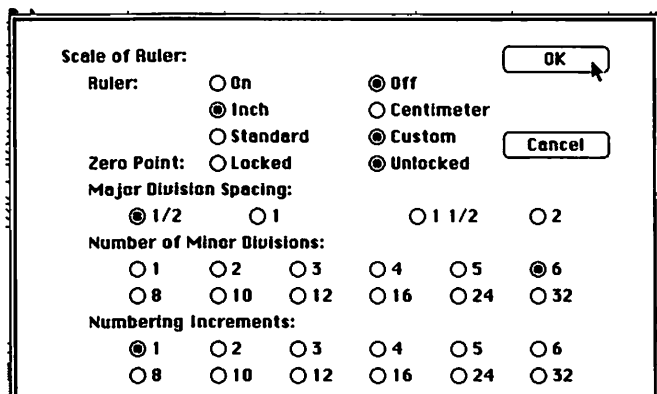 Scale of Ruler:
OK
Ruler: On Off
Inch Centimeter
Standard Custom
Cancel
Zero Point: Locked Unlocked
Major Division Spacing:
1/2 1 1 1/2 2
Number of Minor Divisions:
1 2 3 4 5 6
8 10 12 16 24 32
Numbering Increments:
1 2 3 4 5 6
8 10 12 16 24 32